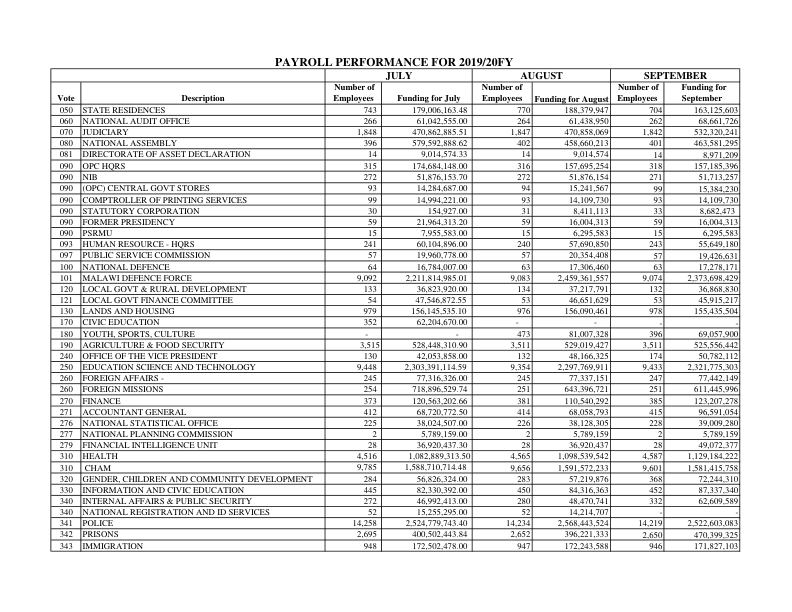 PAYROLL PERFORMANCE FOR 2019/20FY
JULY AUGUST SEPTEMBER
Vote Description Number of Employees Funding for July Number of Employees Funding for August Number of Employees Funding for September
050 STATE RESIDENCES 743 179,006,163.48 770 188,379,947 704 163,125,603
060 NATIONAL AUDIT OFFICE 266 61,042,555.00 264 61,438,950 262 68,661,726
070 JUDICIARY 1,848 470,862,885.51 1,847 470,858,069 1,842 532,320,241
080 NATIONAL ASSEMBLY 396 579,592,888.62 402 458,660,213 401 463,581,295
081 DIRECTORATE OF ASSET DECLARATION 14 9,014,574.33 14 9,014,574 14 8,971,209
090 OPC HQRS 315 174,684,148.00 316 157,695,254 318 157,185,396
090 NIB 272 51,876,153.70 272 51,876,154 271 51,713,257
090 (OPC) CENTRAL GOVT STORES 93 14,284,687.00 94 15,241,567 99 15,384,230
090 COMPTROLLER OF PRINTING SERVICES 99 14,994,221.00 93 14,109,730 93 14,109,730
090 STATUTORY CORPORATION 30 154,927.00 31 8,411,113 33 8,682,473
090 FORMER PRESIDENCY 59 21,964,313.20 59 16,004,313 59 16,004,313
090 PSRMU 15 7,955,583.00 15 6,295,583 15 6,295,583
093 HUMAN RESOURCE - HQRS 241 60,104,896.00 240 57,690,850 243 55,649,180
097 PUBLIC SERVICE COMMISSION 57 19,960,778.00 57 20,354,408 57 19,426,631
100 NATIONAL DEFENCE 64 16,784,007.00 63 17,306,460 63 17,278,171
101 MALAWI DEFENCE FORCE 9,092 2,211,814,985.01 9,083 2,459,361,557 9,074 2,373,698,429
120 LOCAL GOVT & RURAL DEVELOPMENT 133 36,823,920.00 134 37,217,791 132 36,868,830
121 LOCAL GOVT FINANCE COMMITTEE 54 47,546,872.55 53 46,651,629 53 45,915,217
130 LANDS AND HOUSING 979 156,145,535.10 976 156,090,461 978 155,435,504
170 CIVIC EDUCATION 352 62,204,670.00 - - - -
180 YOUTH, SPORTS, CULTURE - - 473 81,007,328 396 69,057,900
190 AGRICULTURE & FOOD SECURITY 3,515 528,448,310.90 3,511 529,019,427 3,511 525,556,442
240 OFFICE OF THE VICE PRESIDENT 130 42,053,858.00 132 48,166,325 174 50,782,112
250 EDUCATION SCIENCE AND TECHNOLOGY 9,448 2,303,391,114.59 9,354 2,297,769,911 9,433 2,321,775,303
260 FOREIGN AFFAIRS - 245 77,316,326.00 245 77,337,151 247 77,442,149
260 FOREIGN MISSIONS 254 718,896,529.74 251 643,396,721 251 611,445,996
270 FINANCE 373 120,563,202.66 381 110,540,292 385 123,207,278
271 ACCOUNTANT GENERAL 412 68,720,772.50 414 68,058,793 415 96,591,054
276 NATIONAL STATISTICAL OFFICE 225 38,024,507.00 226 38,128,305 228 39,009,280
277 NATIONAL PLANNING COMMISSION 2 5,789,159.00 2 5,789,159 2 5,789,159
279 FINANCIAL INTELLIGENCE UNIT 28 36,920,437.30 28 36,920,437 28 49,072,377
310 HEALTH 4,516 1,082,889,313.50 4,565 1,098,539,542 4,587 1,129,184,222
310 CHAM 9,785 1,588,710,714.48 9,656 1,591,572,233 9,601 1,581,415,758
320 GENDER, CHILDREN AND COMMUNITY DEVELOPMENT 284 56,826,324.00 283 57,219,876 368 72,244,310
330 INFORMATION AND CIVIC EDUCATION 445 82,330,392.00 450 84,316,363 452 87,337,340
340 INTERNAL AFFAIRS & PUBLIC SECURITY 272 46,992,413.00 280 48,470,741 332 62,609,589
340 NATIONAL REGISTRATION AND ID SERVICES 52 15,255,295.00 52 14,214,707 - -
341 POLICE 14,258 2,524,779,743.40 14,234 2,568,443,524 14,219 2,522,603,083
342 PRISONS 2,695 400,502,443.84 2,652 396,221,333 2,650 470,399,325
343 IMMIGRATION 948 172,502,478.00 947 172,243,588 946 171,827,103